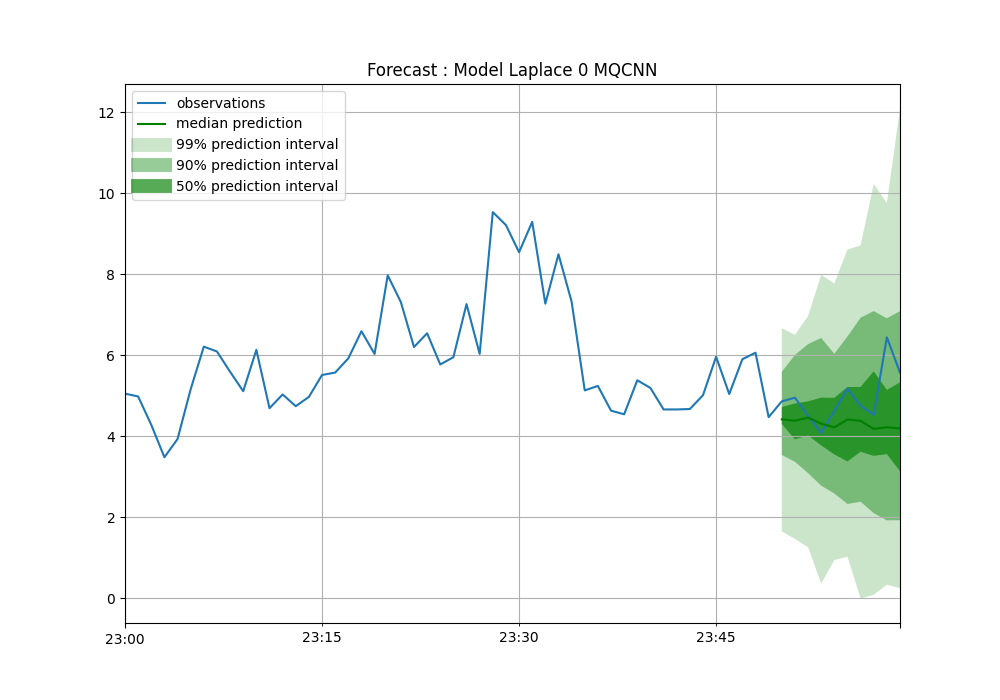 Forecast : Model Laplace 0 MQCNN
observations
median prediction
99% prediction interval
90% prediction interval
50% prediction interval
12
10
8
6
4
2
0
23:00
23:15
23:30
23:45